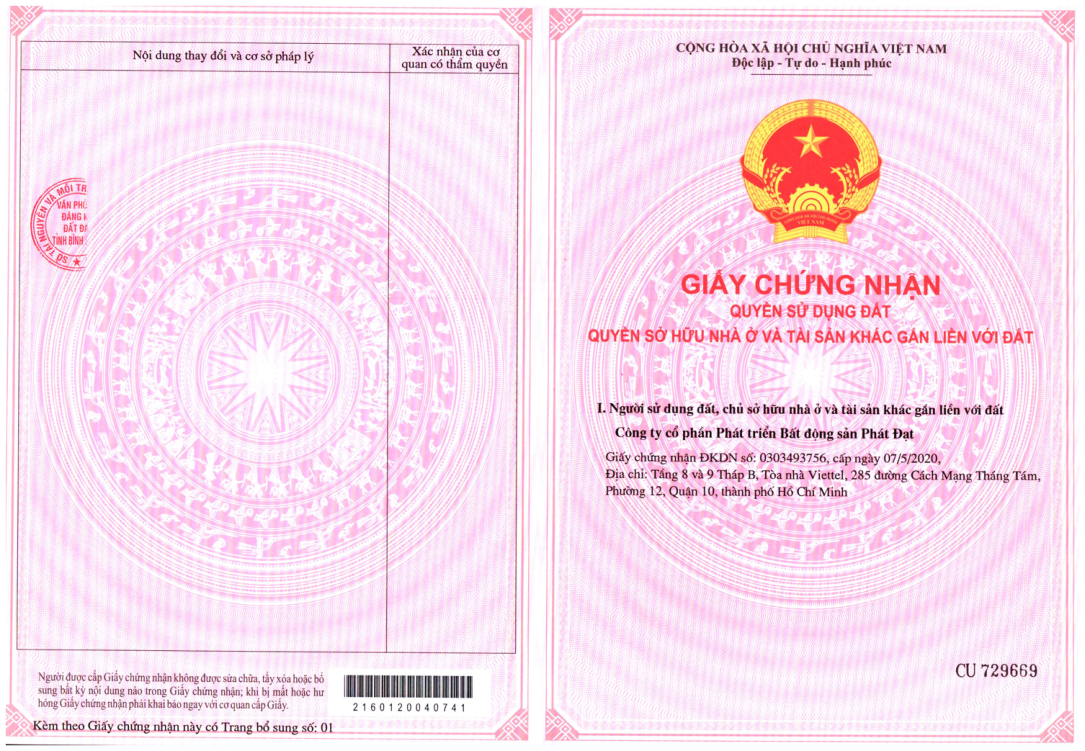 Nội dung thay đổi và cơ sở pháp lý
Xác nhận của cơ
quan có thẩm quyền
SỞ TÀI NGUYÊN VÀ MÔI TR
VĂN PHÒ
ĐĂNG K
ĐẤT ĐA
TỈNH BÌNH
Người được cấp Giấy chứng nhận không được sửa chữa, tẩy xóa hoặc bổ
sung bất kỳ nội dung nào trong Giấy chứng nhận; khi bị mất hoặc hư
hỏng Giấy chứng nhận phải khai báo ngay với cơ quan cấp Giấy.
2160120040741
Kèm theo Giấy chứng nhận này có Trang bổ sung số: 01
CỘNG HÒA XÃ HỘI CHỦ NGHĨA VIỆT NAM
Độc lập - Tự do - Hạnh phúc
CỘNG HÒA XÃ HỘI CHỦ NGHĨA
VIỆT NAM
GIẤY CHỨNG NHẬN
QUYỀN SỬ DỤNG ĐẤT
QUYỀN SỞ HỮU NHÀ Ở VÀ TÀI SẢN KHÁC GẮN LIỀN VỚI ĐẤT
I. Người sử dụng đất, chủ sở hữu nhà ở và tài sản khác gắn liền với đất
Công ty cổ phần Phát triển Bất động sản Phát Đạt
Giấy chứng nhận ĐKDN số: 0303493756, cấp ngày 07/5/2020,
Địa chỉ: Tầng 8 và 9 Tháp B, Tòa nhà Viettel, 285 đường Cách Mạng Tháng Tám,
Phường 12, Quận 10, thành phố Hồ Chí Minh
CU 729669